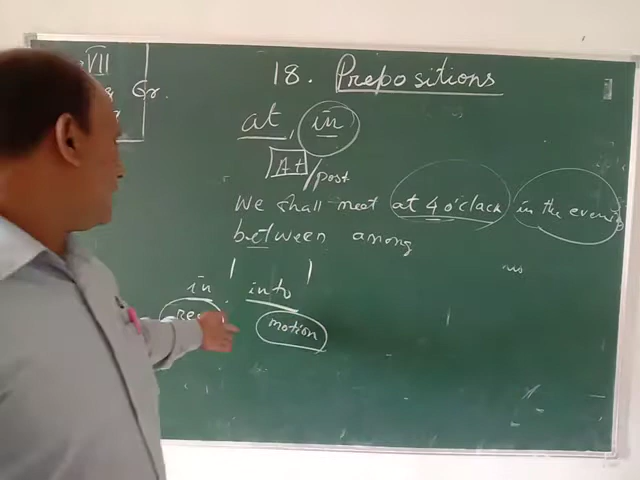 VII
Gr.
18. Prepositions
at, in
At/post
We shall meet at 4 o'clock in the evenin
between among
in into
motion